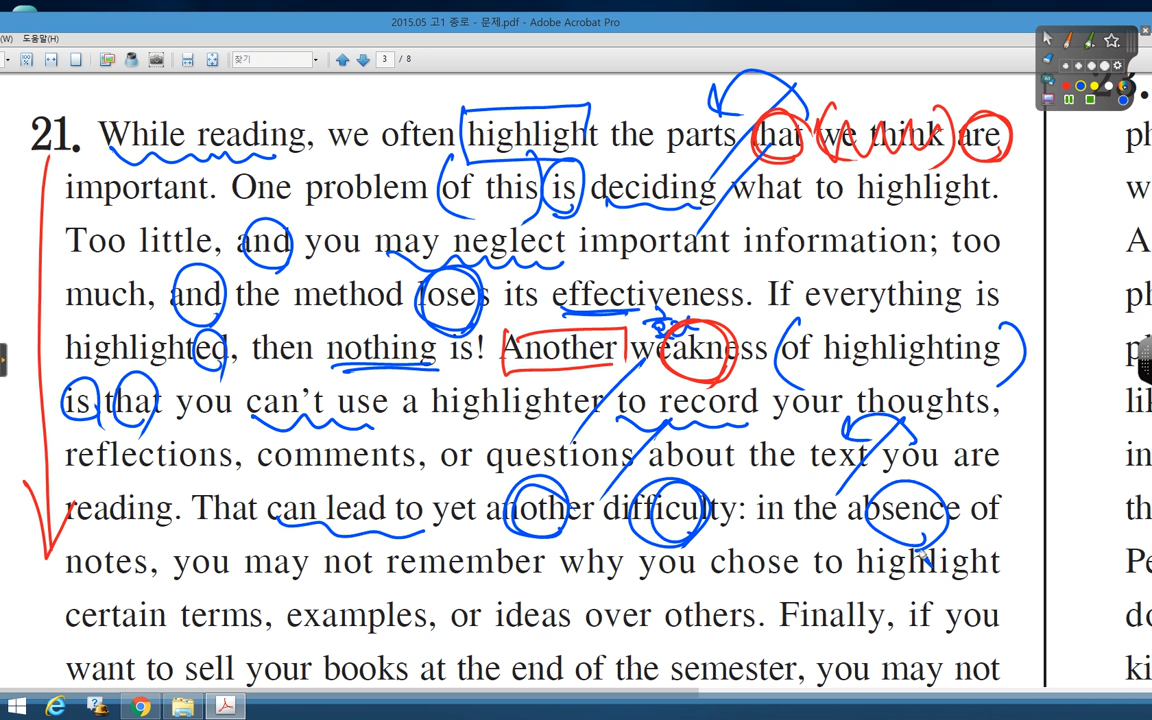 2015.05 고1 종로 - 문제.pdf - Adobe Acrobat Pro
(W) 도움말(H)
찾기 3 / 8
21. While reading, we often highlight the parts that we think are
important. One problem of this is deciding what to highlight.
Too little, and you may neglect important information; too
much, and the method loses its effectiveness. If everything is
highlighted, then nothing is! Another weakness of highlighting
is that you can't use a highlighter to record your thoughts,
reflections, comments, or questions about the text you are
reading. That can lead to yet another difficulty: in the absence of
notes, you may not remember why you chose to highlight
certain terms, examples, or ideas over others. Finally, if you
want to sell your books at the end of the semester, you may not